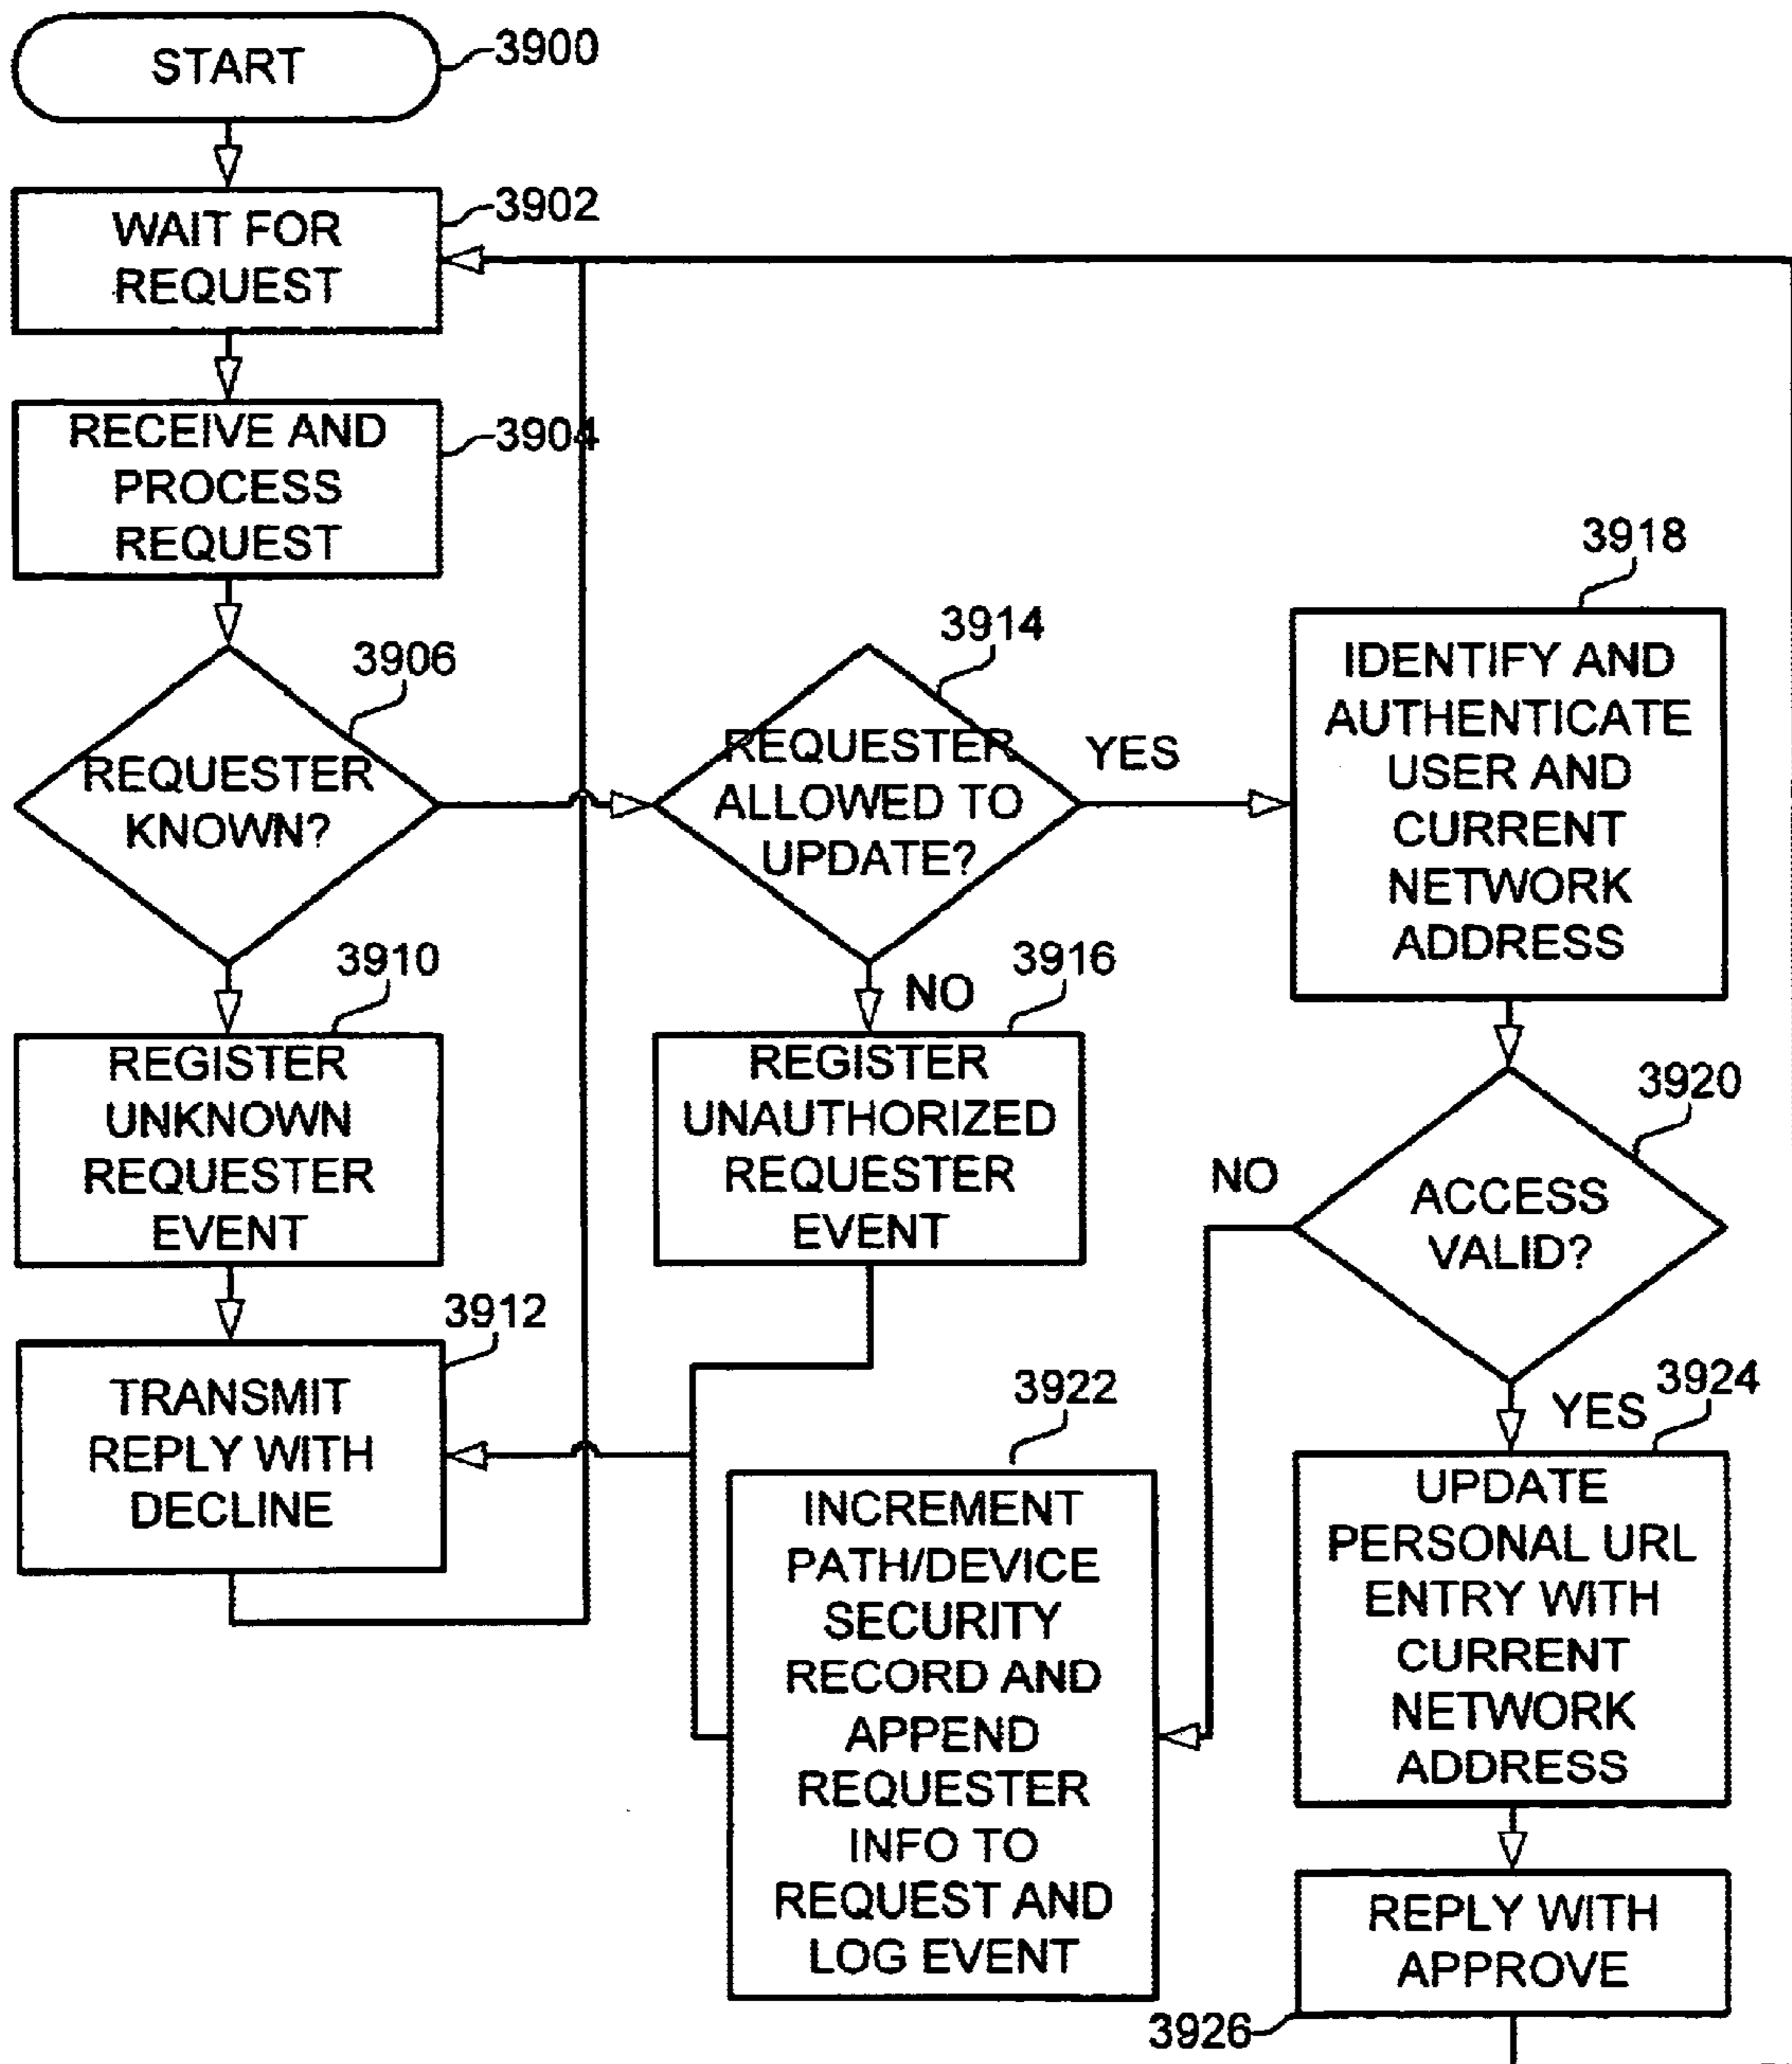 START
3900
WAIT FOR
REQUEST
3902
RECEIVE AND
PROCESS
REQUEST
3904
REQUESTER
KNOWN?
3906
REGISTER
UNKNOWN
REQUESTER
EVENT
3910
TRANSMIT
REPLY WITH
DECLINE
3912
REQUESTER
ALLOWED TO
UPDATE?
3914
YES
NO
REGISTER
UNAUTHORIZED
REQUESTER
EVENT
3916
3918
IDENTIFY AND
AUTHENTICATE
USER AND
CURRENT
NETWORK
ADDRESS
3920
ACCESS
VALID?
NO
3922
INCREMENT
PATH/DEVICE
SECURITY
RECORD AND
APPEND
REQUESTER
INFO TO
REQUEST AND
LOG EVENT
YES
3924
UPDATE
PERSONAL URL
ENTRY WITH
CURRENT
NETWORK
ADDRESS
REPLY WITH
APPROVE
3926